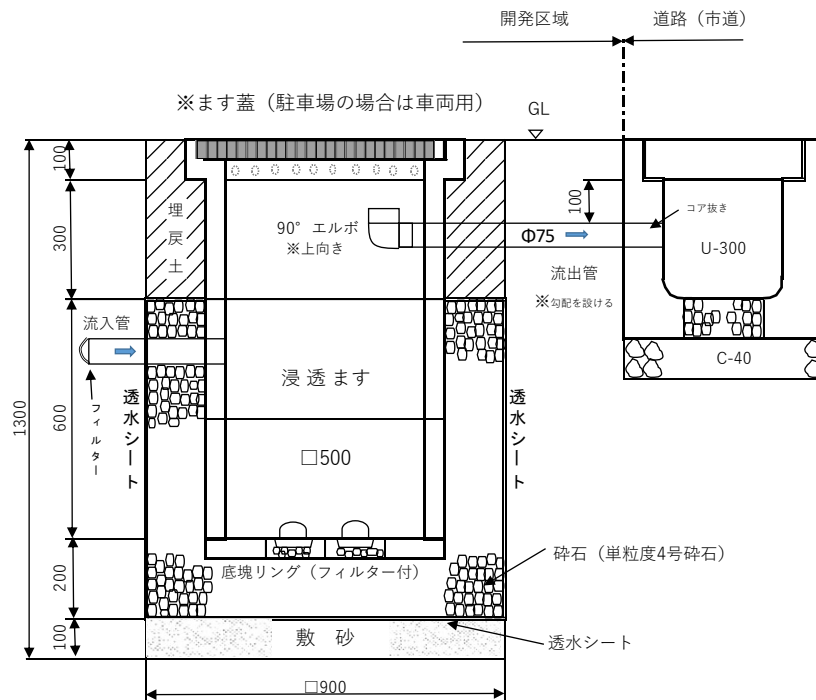 開発区域
道路（市道）
※ます蓋（駐車場の場合は車両用）
GL
100
300
600
200
100
1300
埋戻土
90°エルボ
※上向き
Φ75
流出管
※勾配を設ける
100
コア抜き
U-300
C-40
流入管
フィルター
透水シート
浸透ます
□500
透水シート
底塊リング（フィルター付）
砕石（単粒度4号砕石）
敷 砂
透水シート
□900